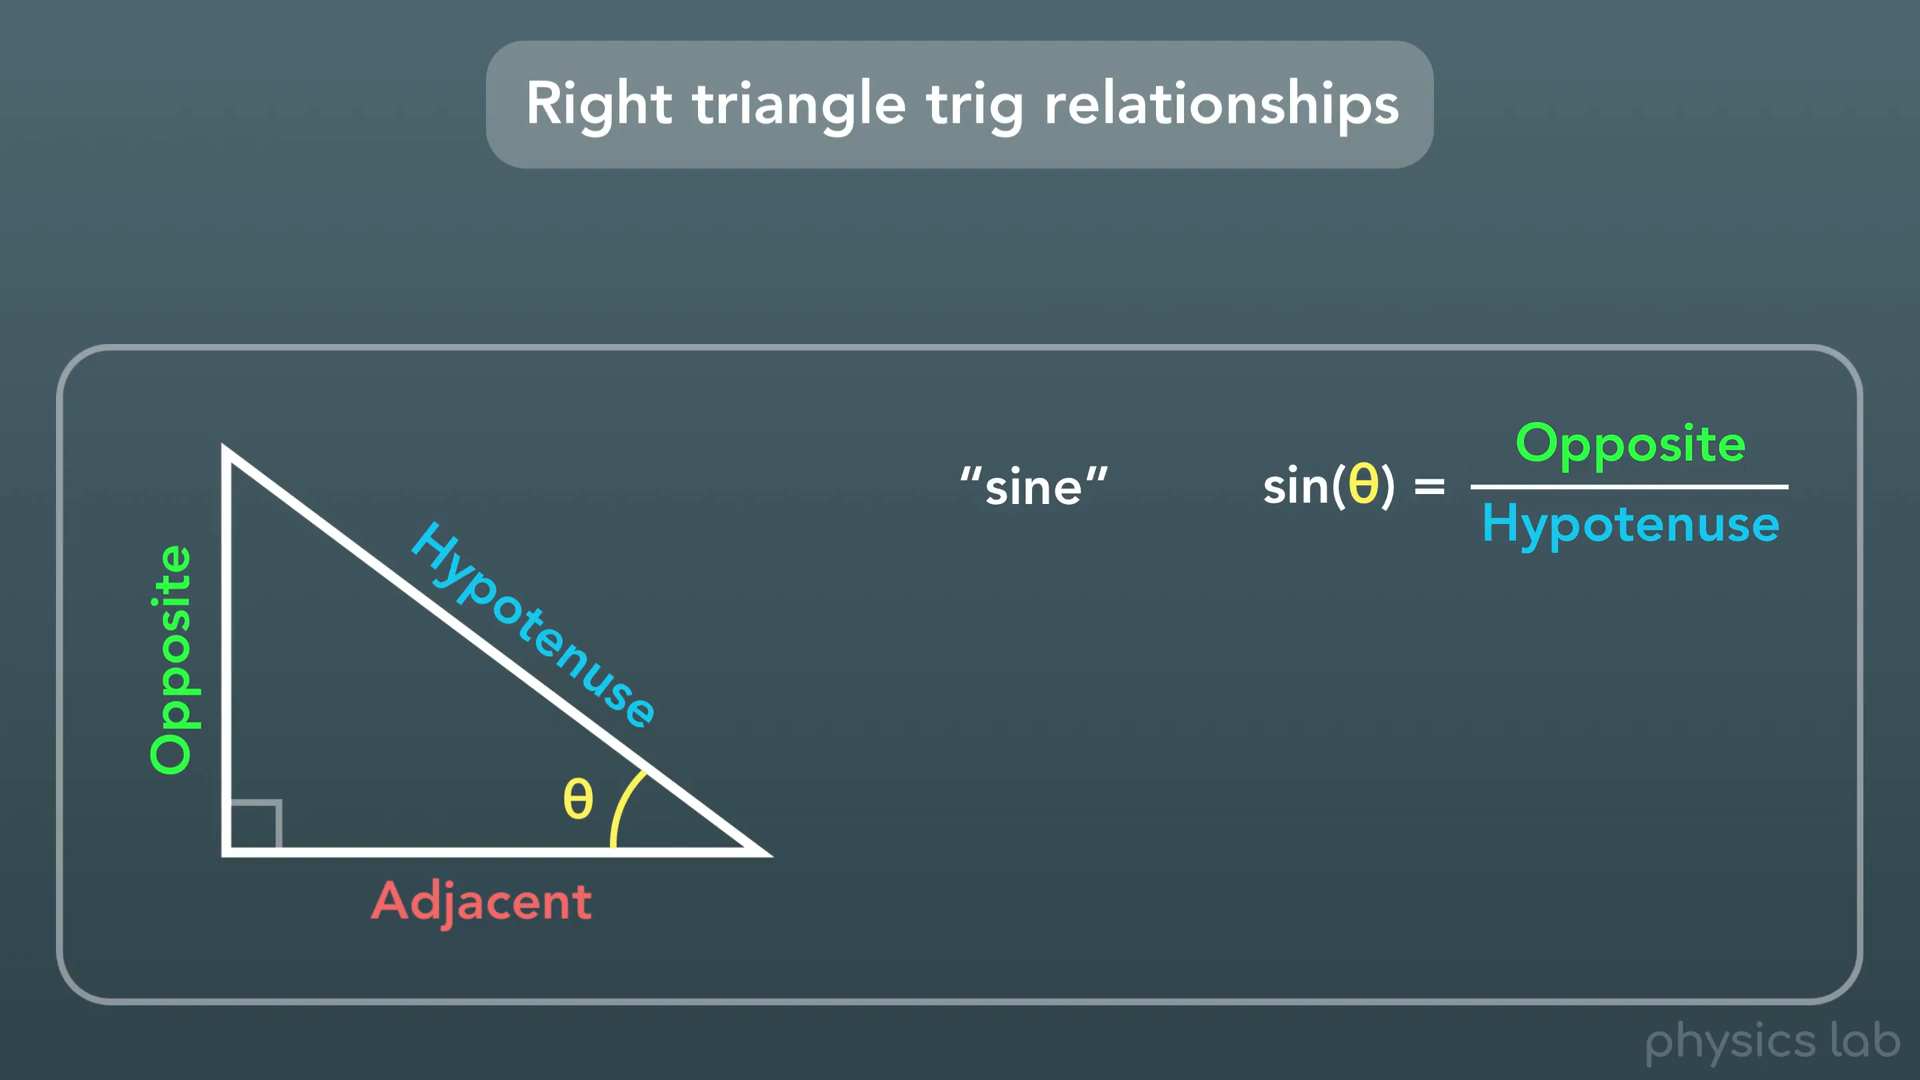 Right triangle trig relationships
Opposite
Hypotenuse
θ
Adjacent
“sine”
sin(θ) = Opposite / Hypotenuse
physics lab